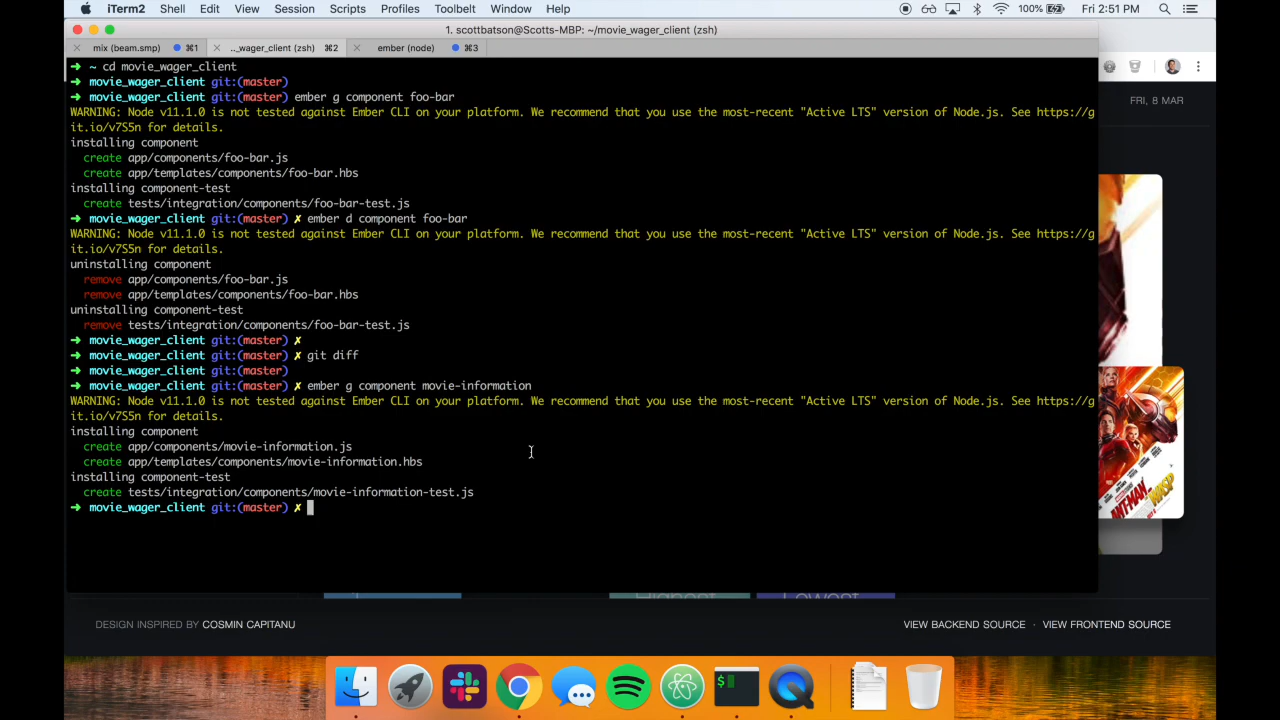 iTerm2 Shell Edit View Session Scripts Profiles Toolbelt Window Help 100% Fri 2:51 PM
1. scottbatson@Scotts-MBP: ~/movie_wager_client (zsh)
mix (beam.smp) ⌘1 .._wager_client (zsh) ⌘2 ember (node) ⌘3
➜ ~ cd movie_wager_client
➜ movie_wager_client git:(master)
➜ movie_wager_client git:(master) ember g component foo-bar
WARNING: Node v11.1.0 is not tested against Ember CLI on your platform. We recommend that you use the most-recent "Active LTS" version of Node.js. See https://g
it.io/v7S5n for details.
installing component
create app/components/foo-bar.js
create app/templates/components/foo-bar.hbs
installing component-test
create tests/integration/components/foo-bar-test.js
➜ movie_wager_client git:(master) ✗ ember d component foo-bar
WARNING: Node v11.1.0 is not tested against Ember CLI on your platform. We recommend that you use the most-recent "Active LTS" version of Node.js. See https://g
it.io/v7S5n for details.
uninstalling component
remove app/components/foo-bar.js
remove app/templates/components/foo-bar.hbs
uninstalling component-test
remove tests/integration/components/foo-bar-test.js
➜ movie_wager_client git:(master) ✗
➜ movie_wager_client git:(master) ✗ git diff
➜ movie_wager_client git:(master)
➜ movie_wager_client git:(master) ✗ ember g component movie-information
WARNING: Node v11.1.0 is not tested against Ember CLI on your platform. We recommend that you use the most-recent "Active LTS" version of Node.js. See https://g
it.io/v7S5n for details.
installing component
create app/components/movie-information.js
create app/templates/components/movie-information.hbs
installing component-test
create tests/integration/components/movie-information-test.js
➜ movie_wager_client git:(master) ✗
FRI, 8 MAR
ANT-MAN
WASP
Highest Lowest
DESIGN INSPIRED BY COSMIN CAPITANU
VIEW BACKEND SOURCE · VIEW FRONTEND SOURCE
$